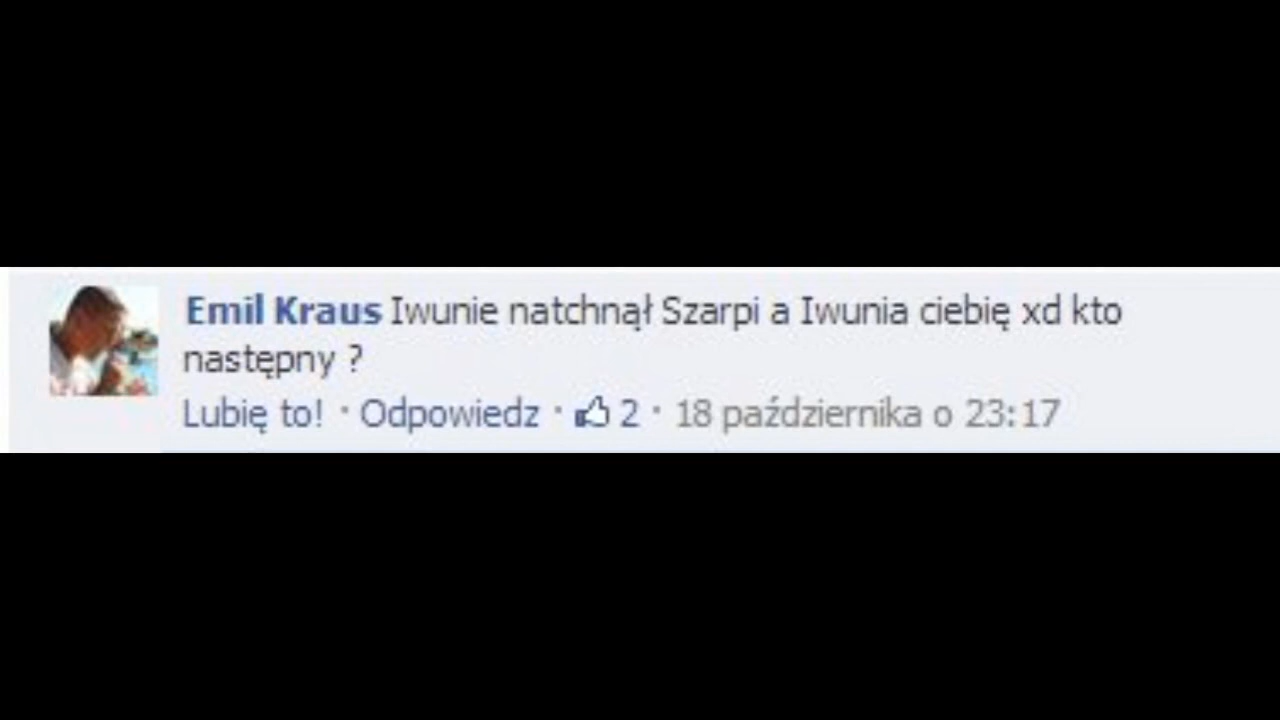 Emil Kraus Iwunie natchnął Szarpi a Iwunia ciebię xd kto
następny ?
Lubię to! · Odpowiedz · 2 · 18 października o 23:17